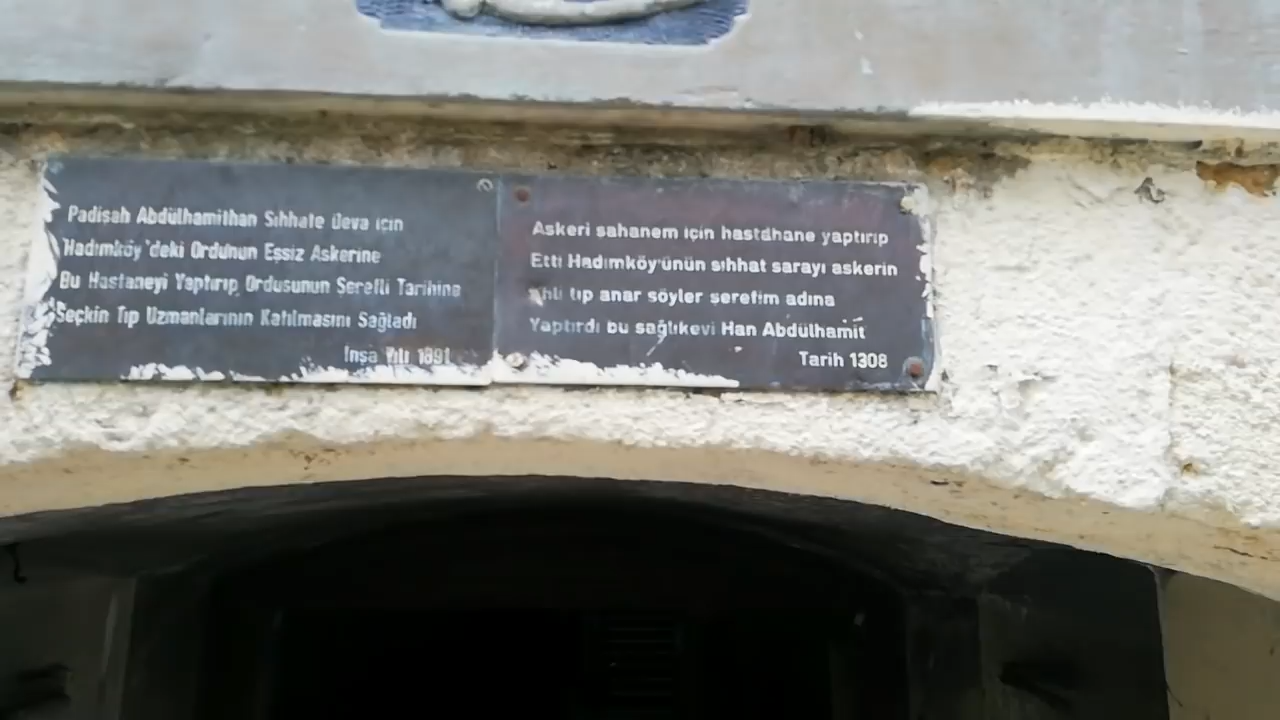 Padişah Abdülhamithan Sıhhate Deva için
Hadımköy'deki Ordunun Eşsiz Askerine
Bu Hastaneyi Yaptırıp Ordusunun Şerefli Tarihine
Seçkin Tıp Uzmanlarının Katılmasını Sağladı
İnşa Yılı 1891
Askeri şahanem için hastahane yaptırıp
Etti Hadımköy'ünün sıhhat sarayı askerin
Ehli tıp anar söyler şerefim adına
Yaptırdı bu sağlıkevi Han Abdülhamit
Tarih 1308